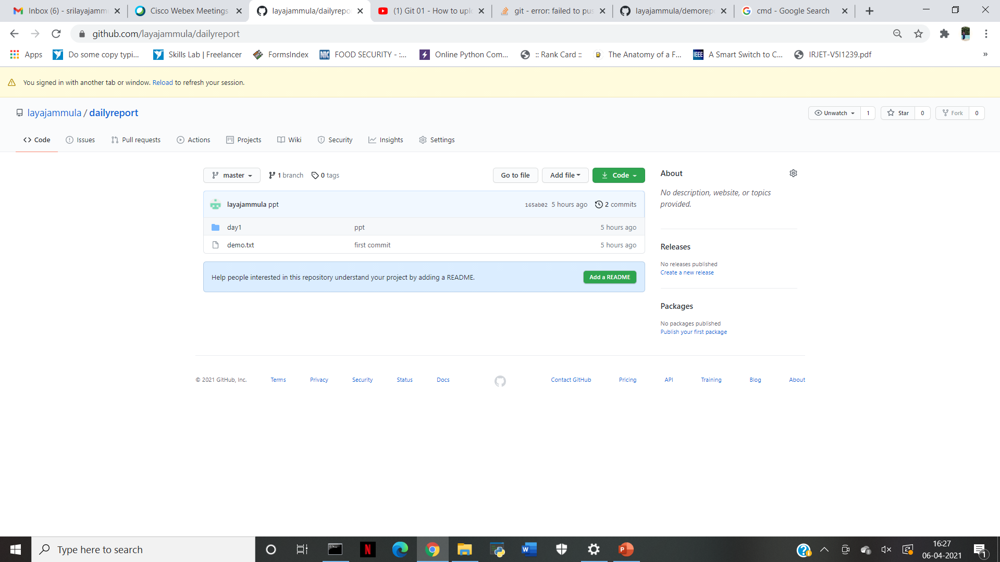 Inbox (6) - srilayajammu
Cisco Webex Meetings
layajammula/dailyrepo
(1) Git 01 - How to uplo
git - error: failed to pus
layajammula/demorepo
cmd - Google Search
github.com/layajammula/dailyreport
Apps
Do some copy typi...
Skills Lab | Freelancer
FormsIndex
NIC
FOOD SECURITY - :...
Online Python Com...
:: Rank Card ::
The Anatomy of a F...
IEEE
A Smart Switch to C...
IRJET-V5I1239.pdf
»
You signed in with another tab or window. Reload to refresh your session.
layajammula / dailyreport
Unwatch 1
Star 0
Fork 0
Code
Issues
Pull requests
Actions
Projects
Wiki
Security
Insights
Settings
master
1 branch
0 tags
Go to file
Add file
Code
layajammula ppt
165ab02 5 hours ago
2 commits
day1 ppt 5 hours ago
demo.txt first commit 5 hours ago
Help people interested in this repository understand your project by adding a README.
Add a README
About
No description, website, or topics
provided.
Releases
No releases published
Create a new release
Packages
No packages published
Publish your first package
© 2021 GitHub, Inc.
Terms
Privacy
Security
Status
Docs
Contact GitHub
Pricing
API
Training
Blog
About
Type here to search
16:27
06-04-2021
1